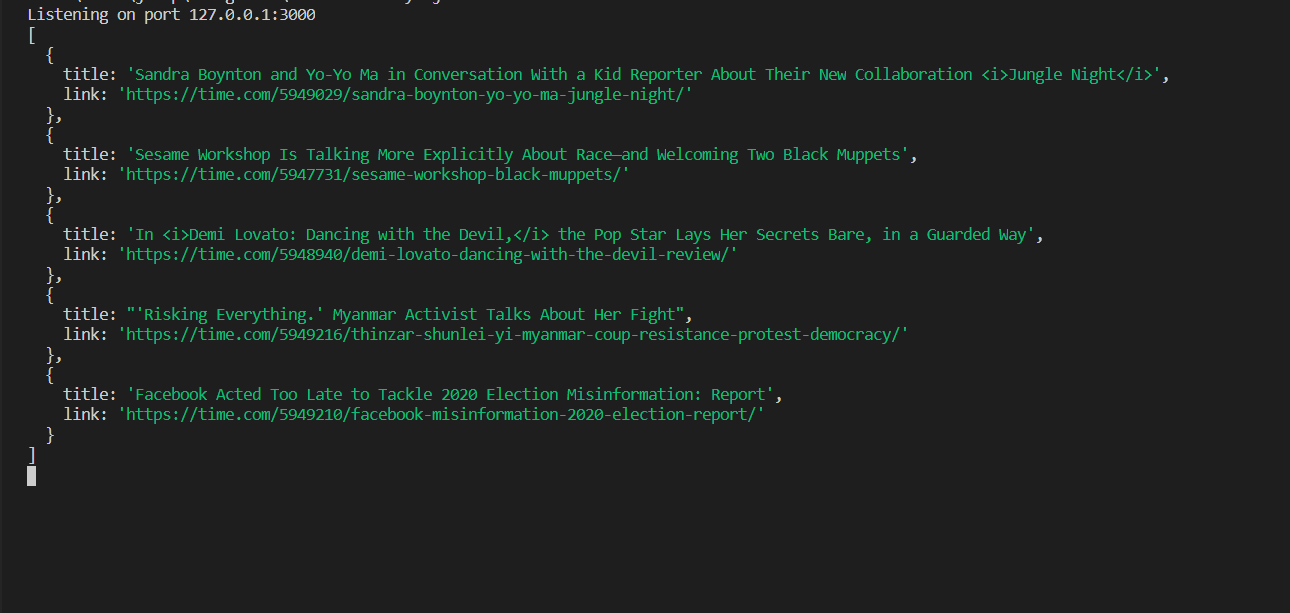 Listening on port 127.0.0.1:3000
[
  {
    title: 'Sandra Boynton and Yo-Yo Ma in Conversation With a Kid Reporter About Their New Collaboration <i>Jungle Night</i>',
    link: 'https://time.com/5949029/sandra-boynton-yo-yo-ma-jungle-night/'
  },
  {
    title: 'Sesame Workshop Is Talking More Explicitly About Race—and Welcoming Two Black Muppets',
    link: 'https://time.com/5947731/sesame-workshop-black-muppets/'
  },
  {
    title: 'In <i>Demi Lovato: Dancing with the Devil,</i> the Pop Star Lays Her Secrets Bare, in a Guarded Way',
    link: 'https://time.com/5948940/demi-lovato-dancing-with-the-devil-review/'
  },
  {
    title: "'Risking Everything.' Myanmar Activist Talks About Her Fight",
    link: 'https://time.com/5949216/thinzar-shunlei-yi-myanmar-coup-resistance-protest-democracy/'
  },
  {
    title: 'Facebook Acted Too Late to Tackle 2020 Election Misinformation: Report',
    link: 'https://time.com/5949210/facebook-misinformation-2020-election-report/'
  }
]